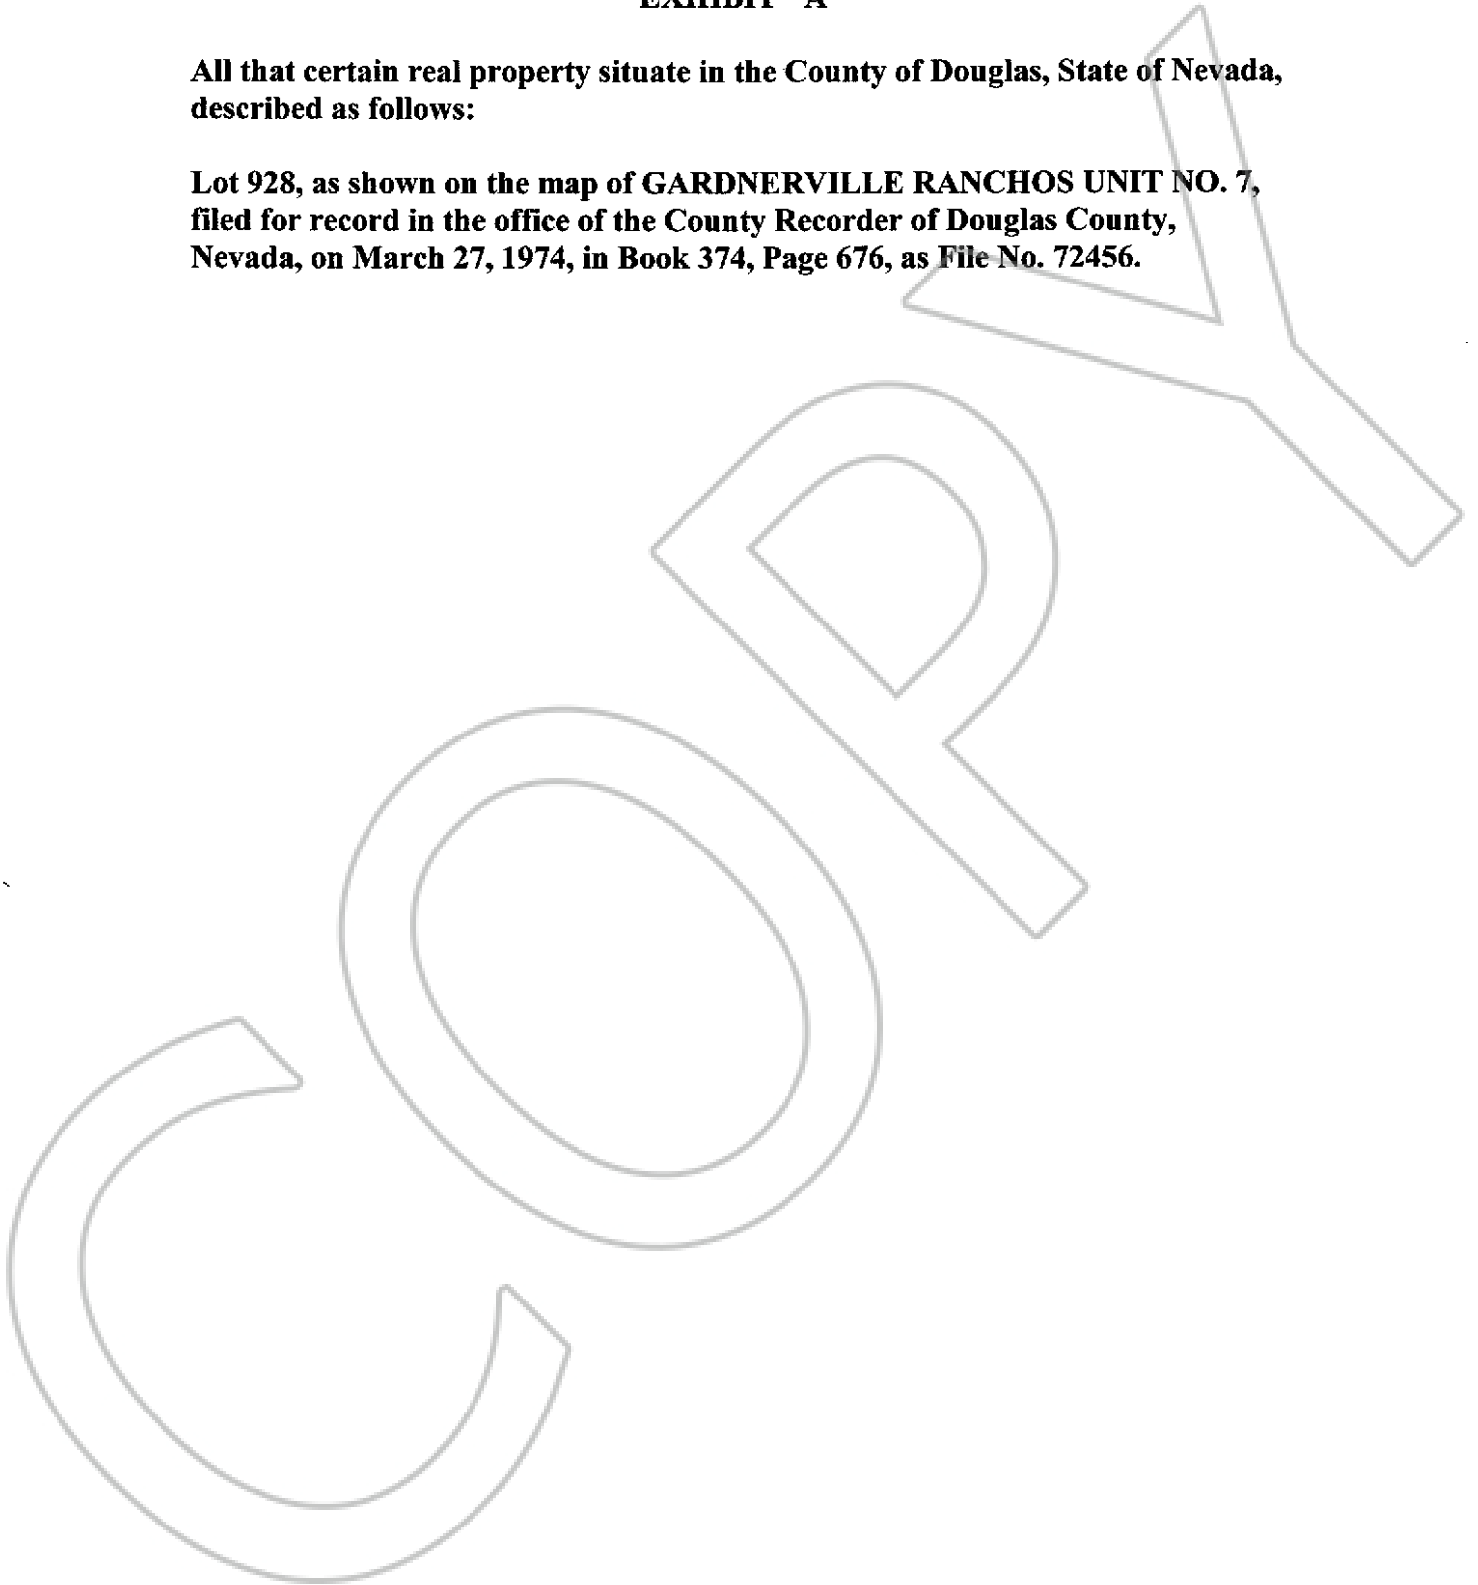 EXHIBIT "A"
All that certain real property situate in the County of Douglas, State of Nevada,
described as follows:
Lot 928, as shown on the map of GARDNERVILLE RANCHOS UNIT NO. 7,
filed for record in the office of the County Recorder of Douglas County,
Nevada, on March 27, 1974, in Book 374, Page 676, as File No. 72456.
COPY